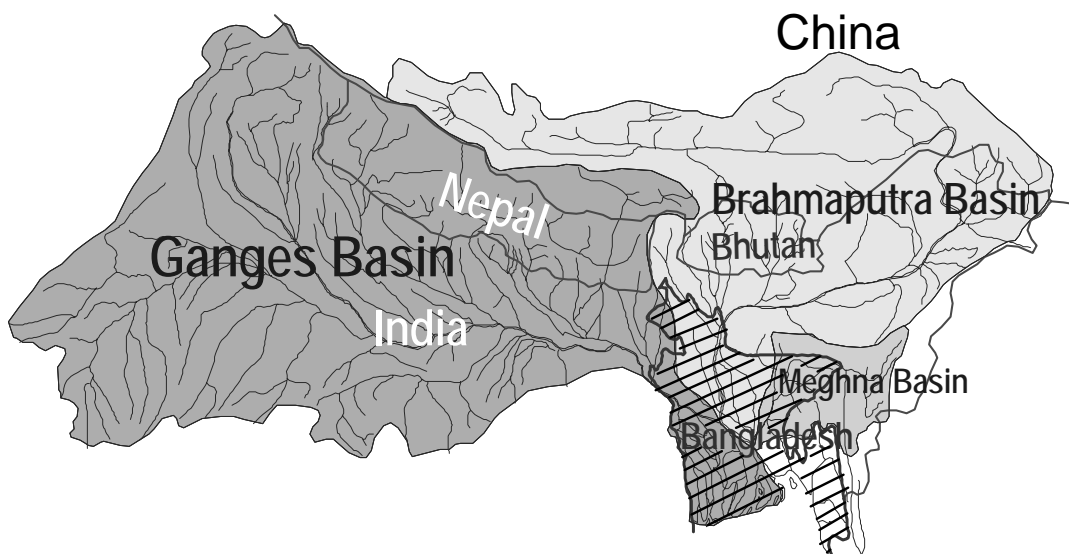 China
Nepal
Brahmaputra Basin
Bhutan
Ganges Basin
India
Meghna Basin
Bangladesh